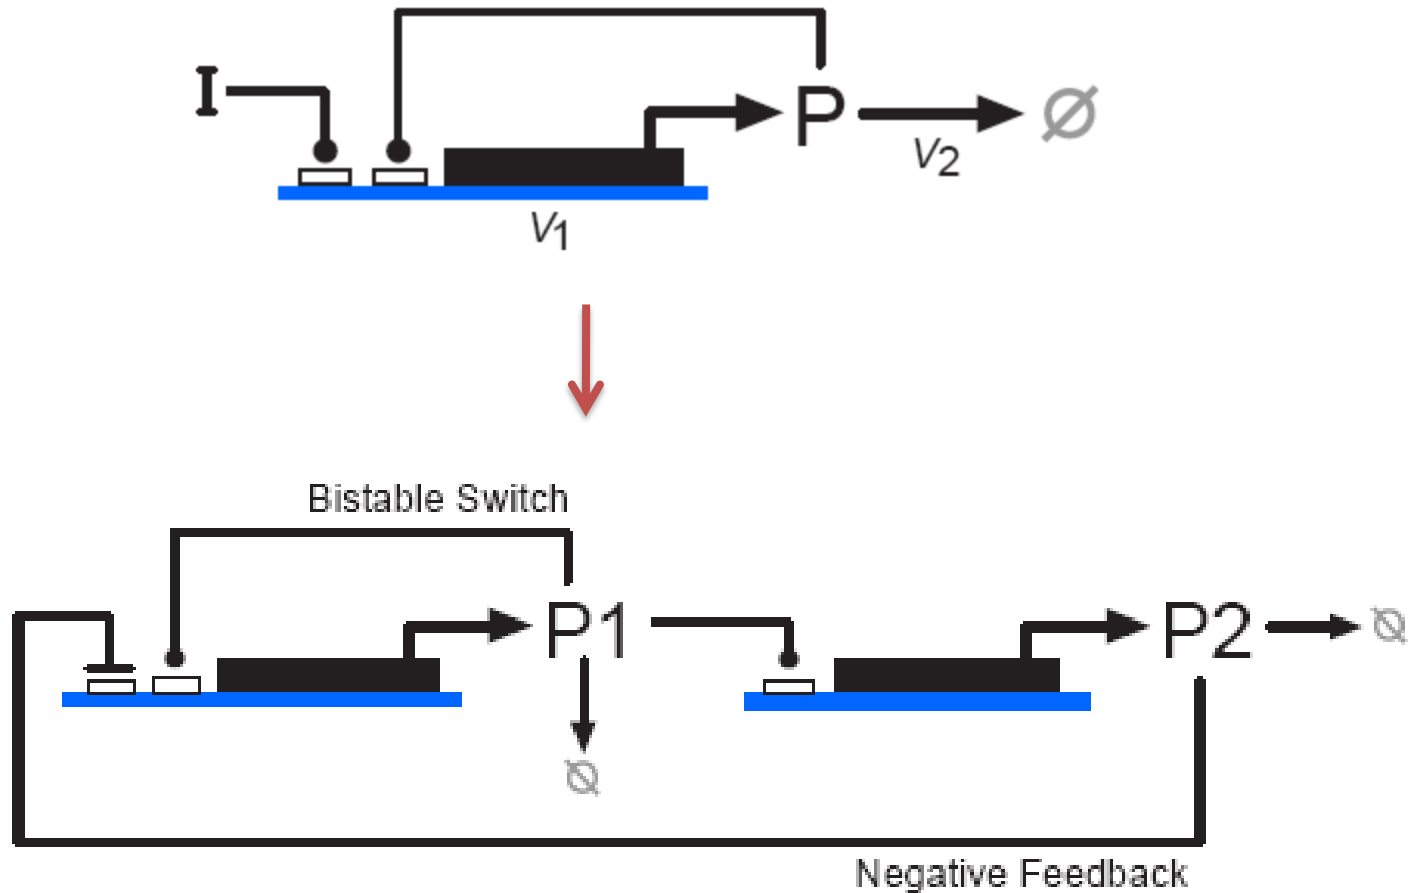 I
P
∅
V2
V1
Bistable Switch
P1
P2
∅
∅
Negative Feedback